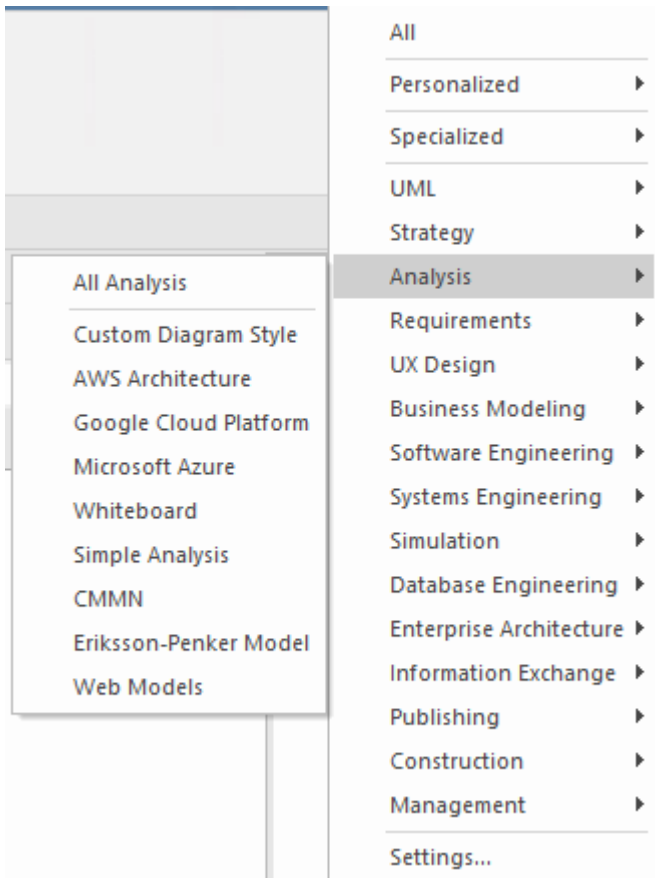 All
Personalized
Specialized
UML
Strategy
Analysis
Requirements
UX Design
Business Modeling
Software Engineering
Systems Engineering
Simulation
Database Engineering
Enterprise Architecture
Information Exchange
Publishing
Construction
Management
Settings...
All Analysis
Custom Diagram Style
AWS Architecture
Google Cloud Platform
Microsoft Azure
Whiteboard
Simple Analysis
CMMN
Eriksson-Penker Model
Web Models